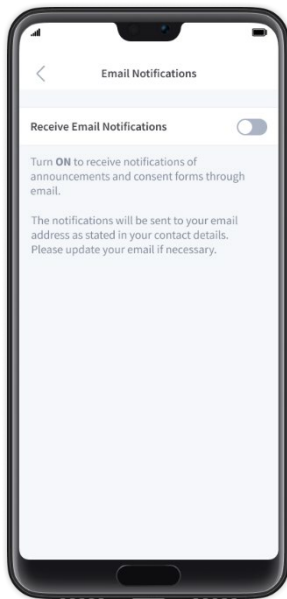 Email Notifications
Receive Email Notifications
Turn ON to receive notifications of
announcements and consent forms through
email.
The notifications will be sent to your email
address as stated in your contact details.
Please update your email if necessary.